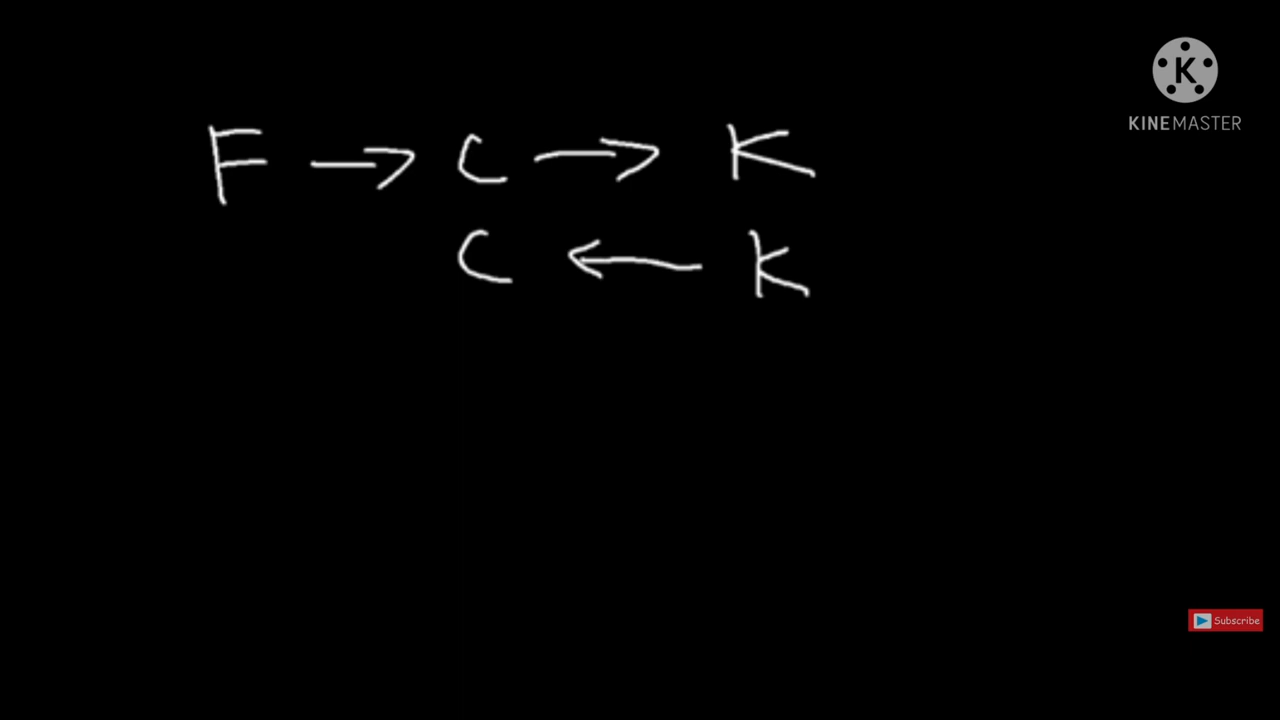 F → C → K
C ← K
K
KINEMASTER
Subscribe